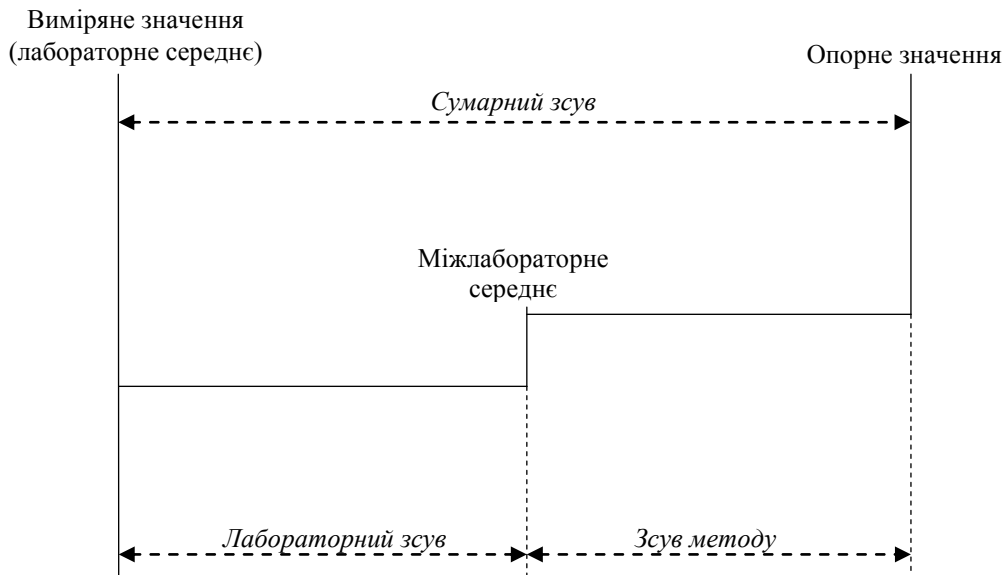 Виміряне значення
(лабораторне середнє)
Опорне значення
Сумарний зсув
Міжлабораторне
середнє
Лабораторний зсув
Зсув методу